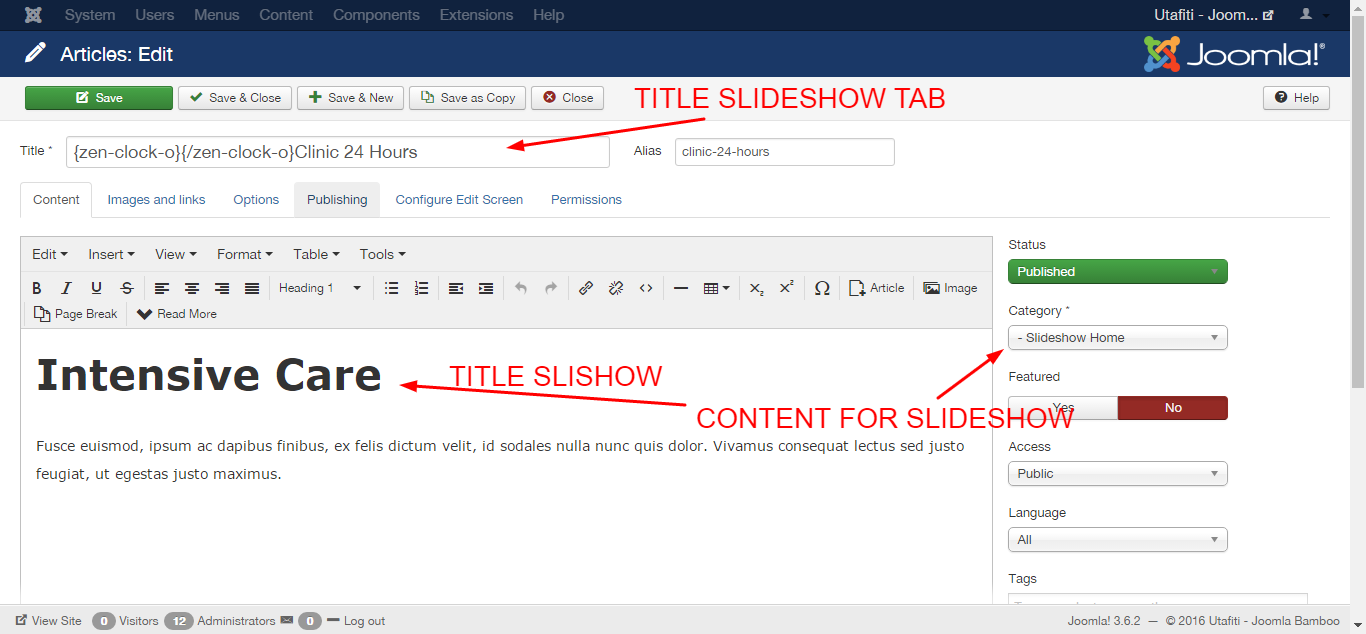 System Users Menus Content Components Extensions Help Utafiti - Joom...
Articles: Edit Joomla!®
Save Save & Close Save & New Save as Copy Close TITLE SLIDESHOW TAB Help
Title * {zen-clock-o}{/zen-clock-o}Clinic 24 Hours Alias clinic-24-hours
Content Images and links Options Publishing Configure Edit Screen Permissions
Edit Insert View Format Table Tools
Status
Published
B I U S Heading 1 Ω Article Image
Page Break Read More
Category *
- Slideshow Home
Intensive Care
TITLE SLISHOW
Featured
Yes No
CONTENT FOR SLIDESHOW
Fusce euismod, ipsum ac dapibus finibus, ex felis dictum velit, id sodales nulla nunc quis dolor. Vivamus consequat lectus sed justo
feugiat, ut egestas justo maximus.
Access
Public
Language
All
Tags
View Site 0 Visitors 12 Administrators 0 Log out Joomla! 3.6.2 — © 2016 Utafiti - Joomla Bamboo